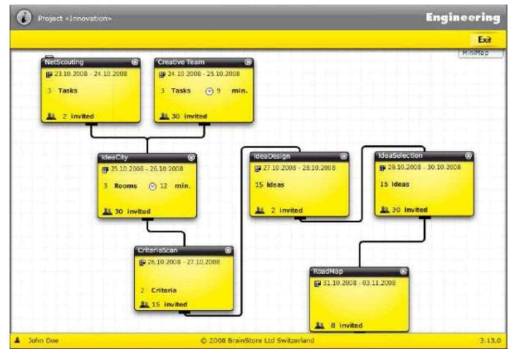 Project «Innovation»
Engineering
Exit
MiniMap
NetScouting
23.10.2008 - 24.10.2008
3 Tasks
2 invited
Creative Team
24.10.2008 - 25.10.2008
3 Tasks 9 min.
30 invited
IdeaCity
25.10.2008 - 26.10.2008
3 Rooms 12 min.
30 invited
IdeaDesign
27.10.2008 - 28.10.2008
15 Ideas
2 invited
IdeaSelection
29.10.2008 - 30.10.2008
15 Ideas
30 invited
CriteriaScan
26.10.2008 - 27.10.2008
2 Criteria
15 invited
RoadMap
31.10.2008 - 03.11.2008
8 invited
John Doe
© 2008 BrainStore Ltd Switzerland
3.13.0